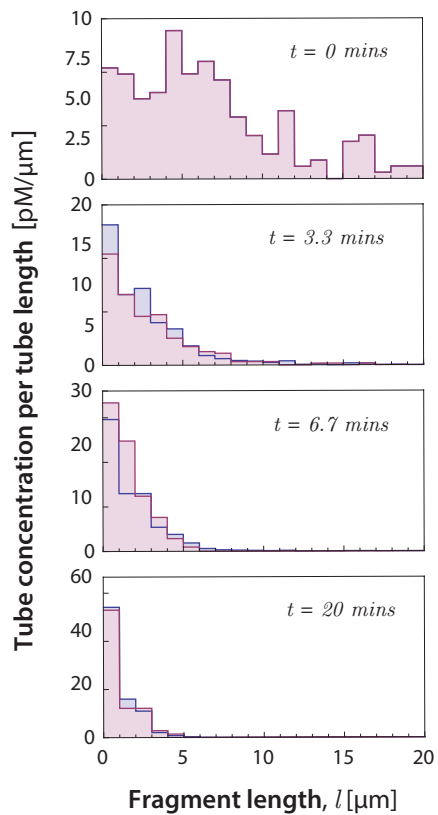 Tube concentration per tube length [pM/µm]
10
7.5
5.0
2.5
0
t = 0 mins
20
15
10
5
0
t = 3.3 mins
30
20
10
0
t = 6.7 mins
60
40
20
0
t = 20 mins
0 5 10 15 20
Fragment length, l [µm]